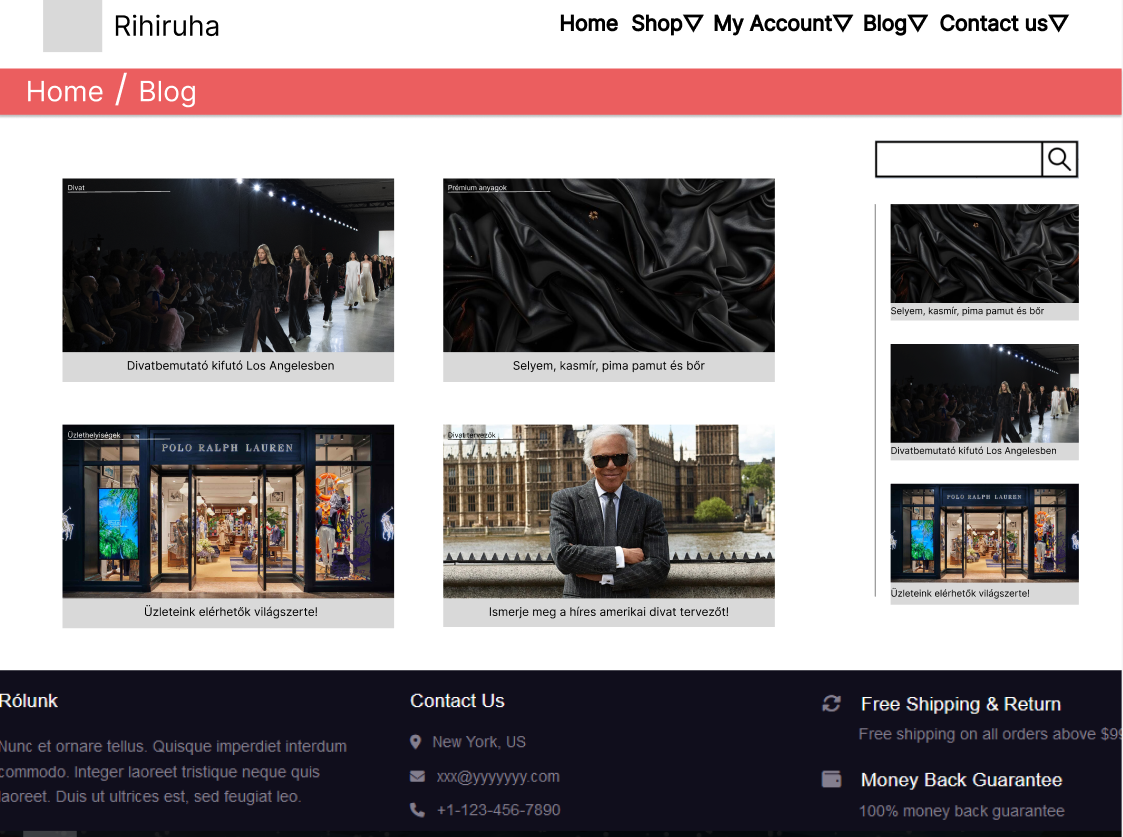 Rihiruha
Home Shop▽ My Account▽ Blog▽ Contact us▽
Home / Blog
Divat
Divatbemutató kifutó Los Angelesben
Prémium anyagok
Selyem, kasmír, pima pamut és bőr
Üzlethelyiségek
POLO RALPH LAUREN
Üzleteink elérhetők világszerte!
Divat tervezők
Ismerje meg a híres amerikai divat tervezőt!
Selyem, kasmír, pima pamut és bőr
Divatbemutató kifutó Los Angelesben
POLO RALPH LAUREN
Üzleteink elérhetők világszerte!
Rólunk
Nunc et ornare tellus. Quisque imperdiet interdum
commodo. Integer laoreet tristique neque quis
laoreet. Duis ut ultrices est, sed feugiat leo.
Contact Us
New York, US
xxx@yyyyyyy.com
+1-123-456-7890
Free Shipping & Return
Free shipping on all orders above $99
Money Back Guarantee
100% money back guarantee